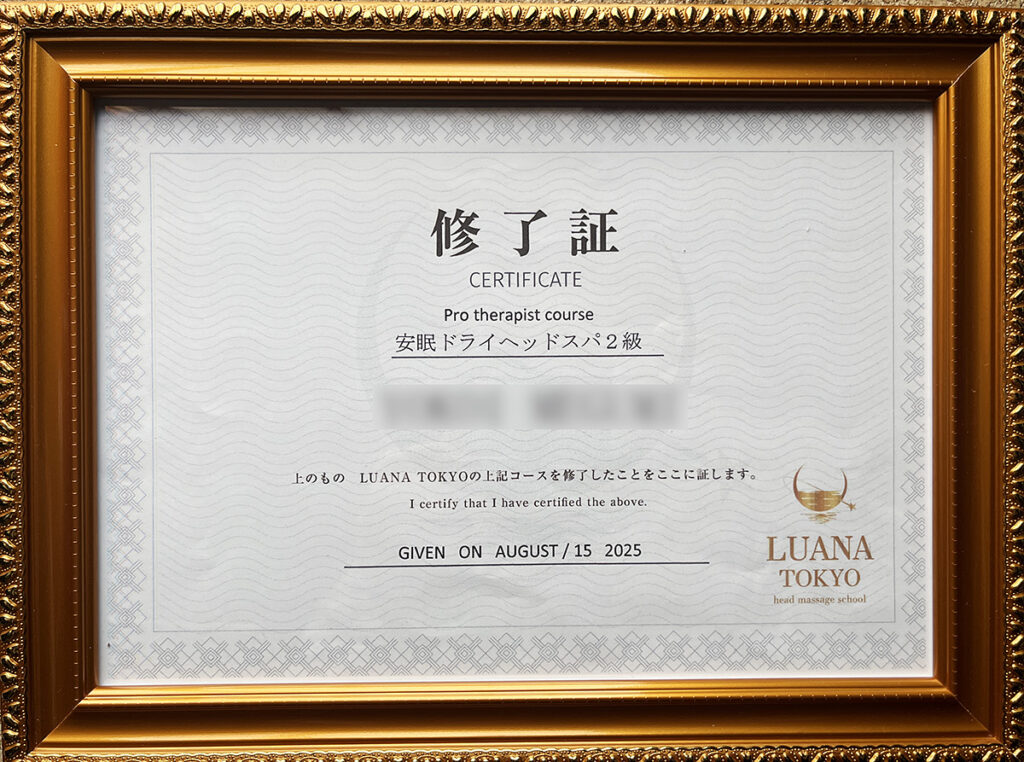 修了証
CERTIFICATE
Pro therapist course
安眠ドライヘッドスパ２級
上のもの　LUANA TOKYOの上記コースを修了したことをここに証します。
I certify that I have certified the above.
GIVEN ON AUGUST / 15 2025
LUANA
TOKYO
head massage school